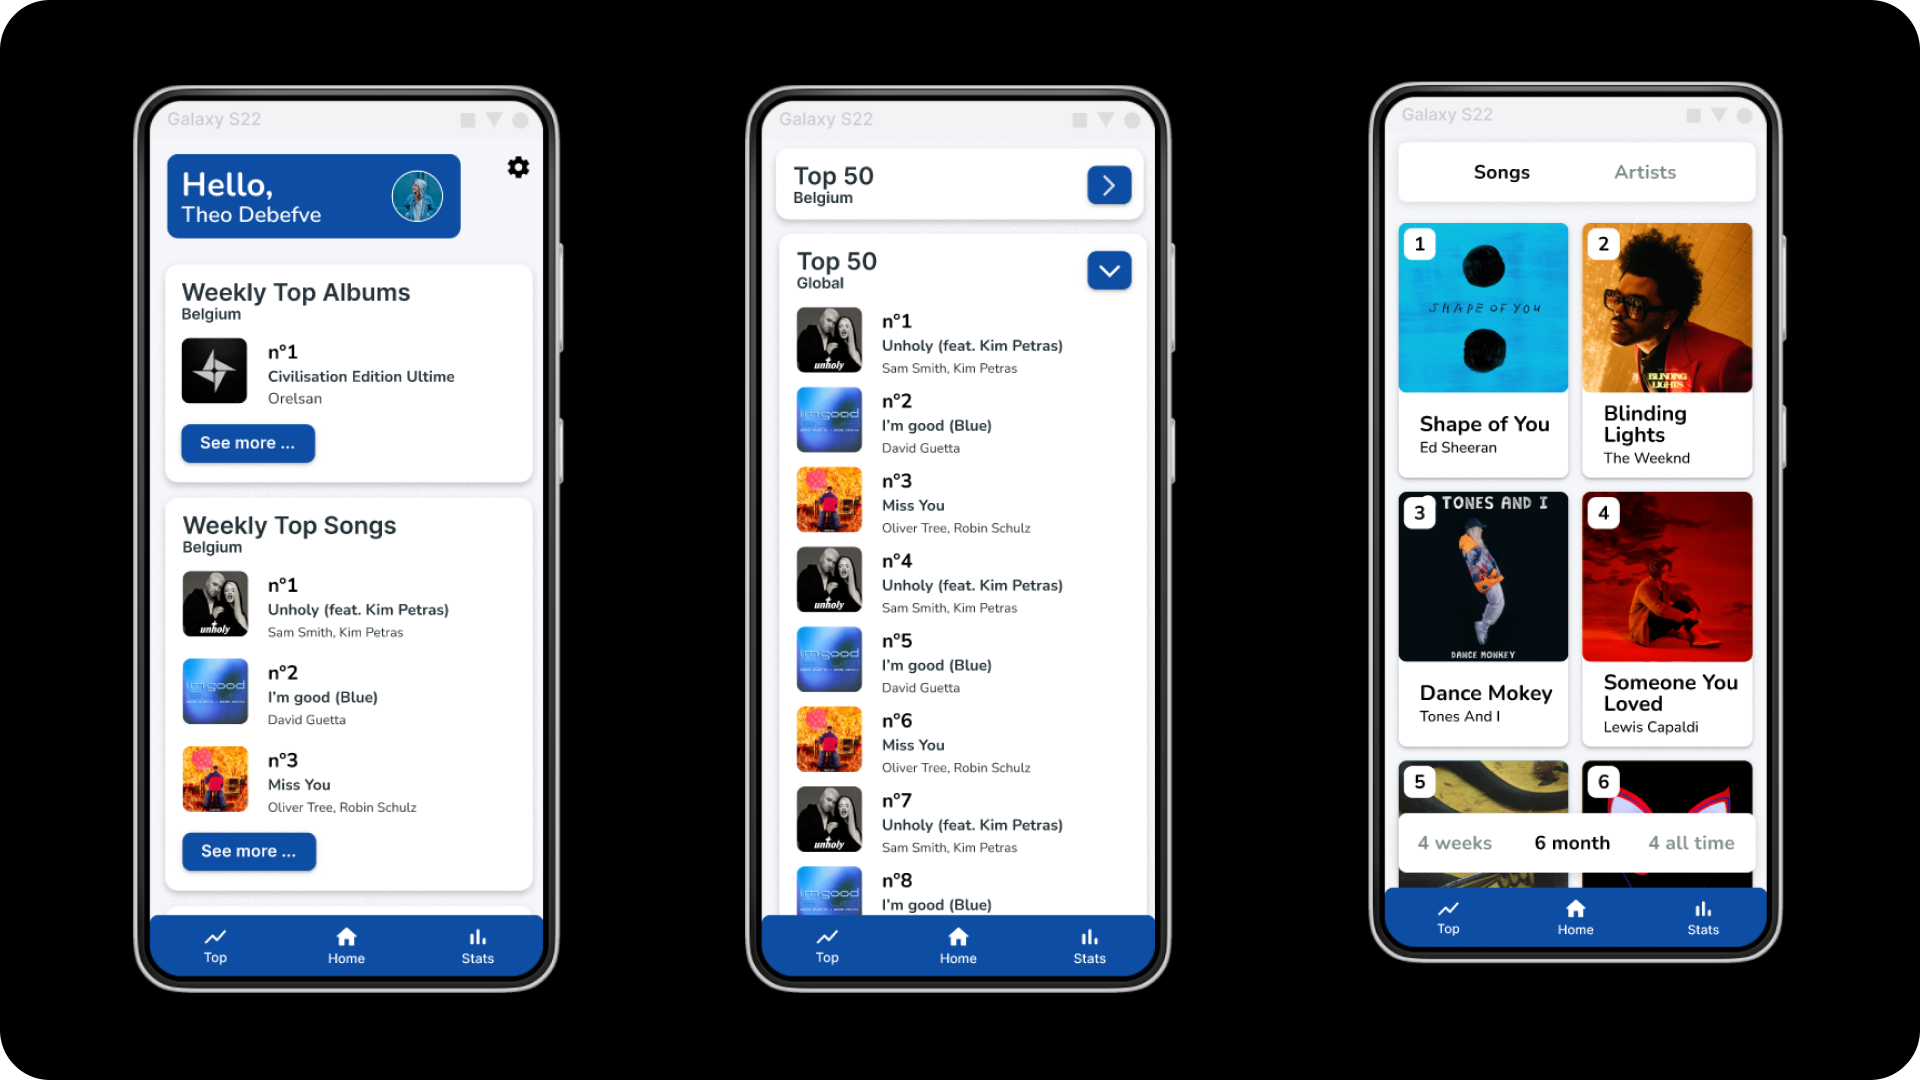 Galaxy S22
Hello,
Theo Debefve
Weekly Top Albums
Belgium
n°1
Civilisation Edition Ultime
Orelsan
See more ...
Weekly Top Songs
Belgium
unholy
n°1
Unholy (feat. Kim Petras)
Sam Smith, Kim Petras
i'm good
n°2
I'm good (Blue)
David Guetta
n°3
Miss You
Oliver Tree, Robin Schulz
See more ...
Top
Home
Stats
Galaxy S22
Top 50
Belgium
Top 50
Global
unholy
n°1
Unholy (feat. Kim Petras)
Sam Smith, Kim Petras
i'm good
n°2
I'm good (Blue)
David Guetta
n°3
Miss You
Oliver Tree, Robin Schulz
unholy
n°4
Unholy (feat. Kim Petras)
Sam Smith, Kim Petras
i'm good
n°5
I'm good (Blue)
David Guetta
n°6
Miss You
Oliver Tree, Robin Schulz
unholy
n°7
Unholy (feat. Kim Petras)
Sam Smith, Kim Petras
i'm good
n°8
I'm good (Blue)
Top
Home
Stats
Galaxy S22
Songs
Artists
1
SHAPE OF YOU
Shape of You
Ed Sheeran
2
BLINDING
LIGHTS
Blinding
Lights
The Weeknd
3
TONES AND I
DANCE MONKEY
Dance Mokey
Tones And I
4
Someone You
Loved
Lewis Capaldi
5
6
4 weeks
6 month
4 all time
Top
Home
Stats